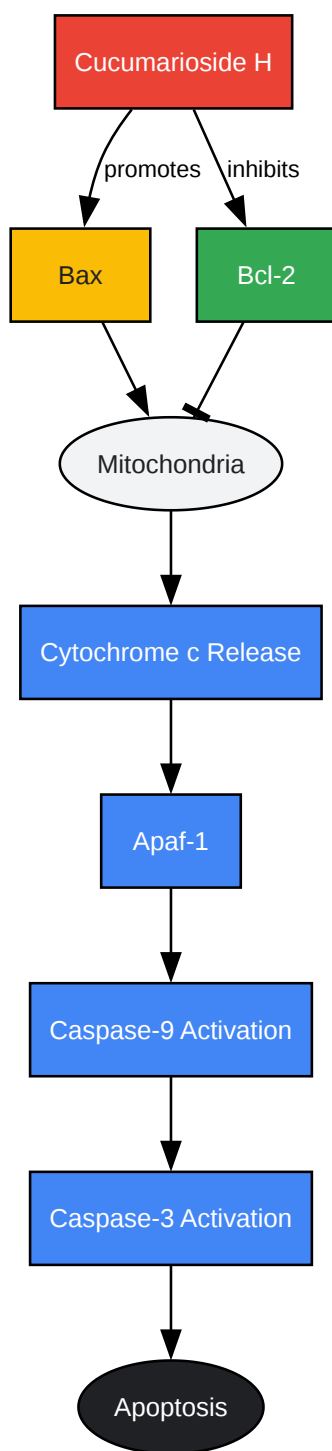 Cucumarioside H
promotes
inhibits
Bax
Bcl-2
Mitochondria
Cytochrome c Release
Apaf-1
Caspase-9 Activation
Caspase-3 Activation
Apoptosis